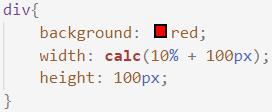 div{
    background: red;
    width: calc(10% + 100px);
    height: 100px;
}